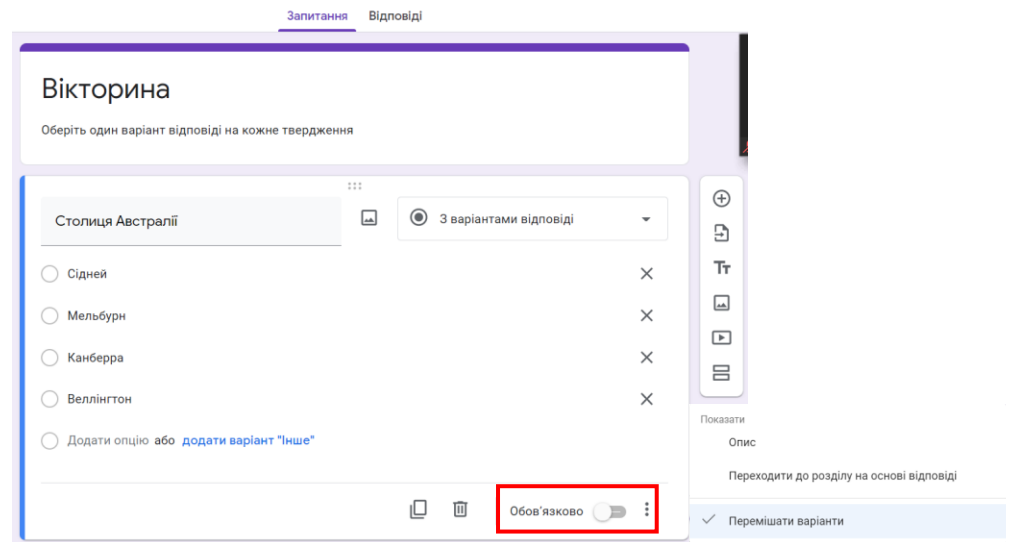 Запитання Відповіді
Вікторина
Оберіть один варіант відповіді на кожне твердження
Столиця Австралії
З варіантами відповіді
Сідней
Мельбурн
Канберра
Веллінгтон
Додати опцію або додати варіант "Інше"
Обов'язково
Tт
Показати
Опис
Переходити до розділу на основі відповіді
Перемішати варіанти